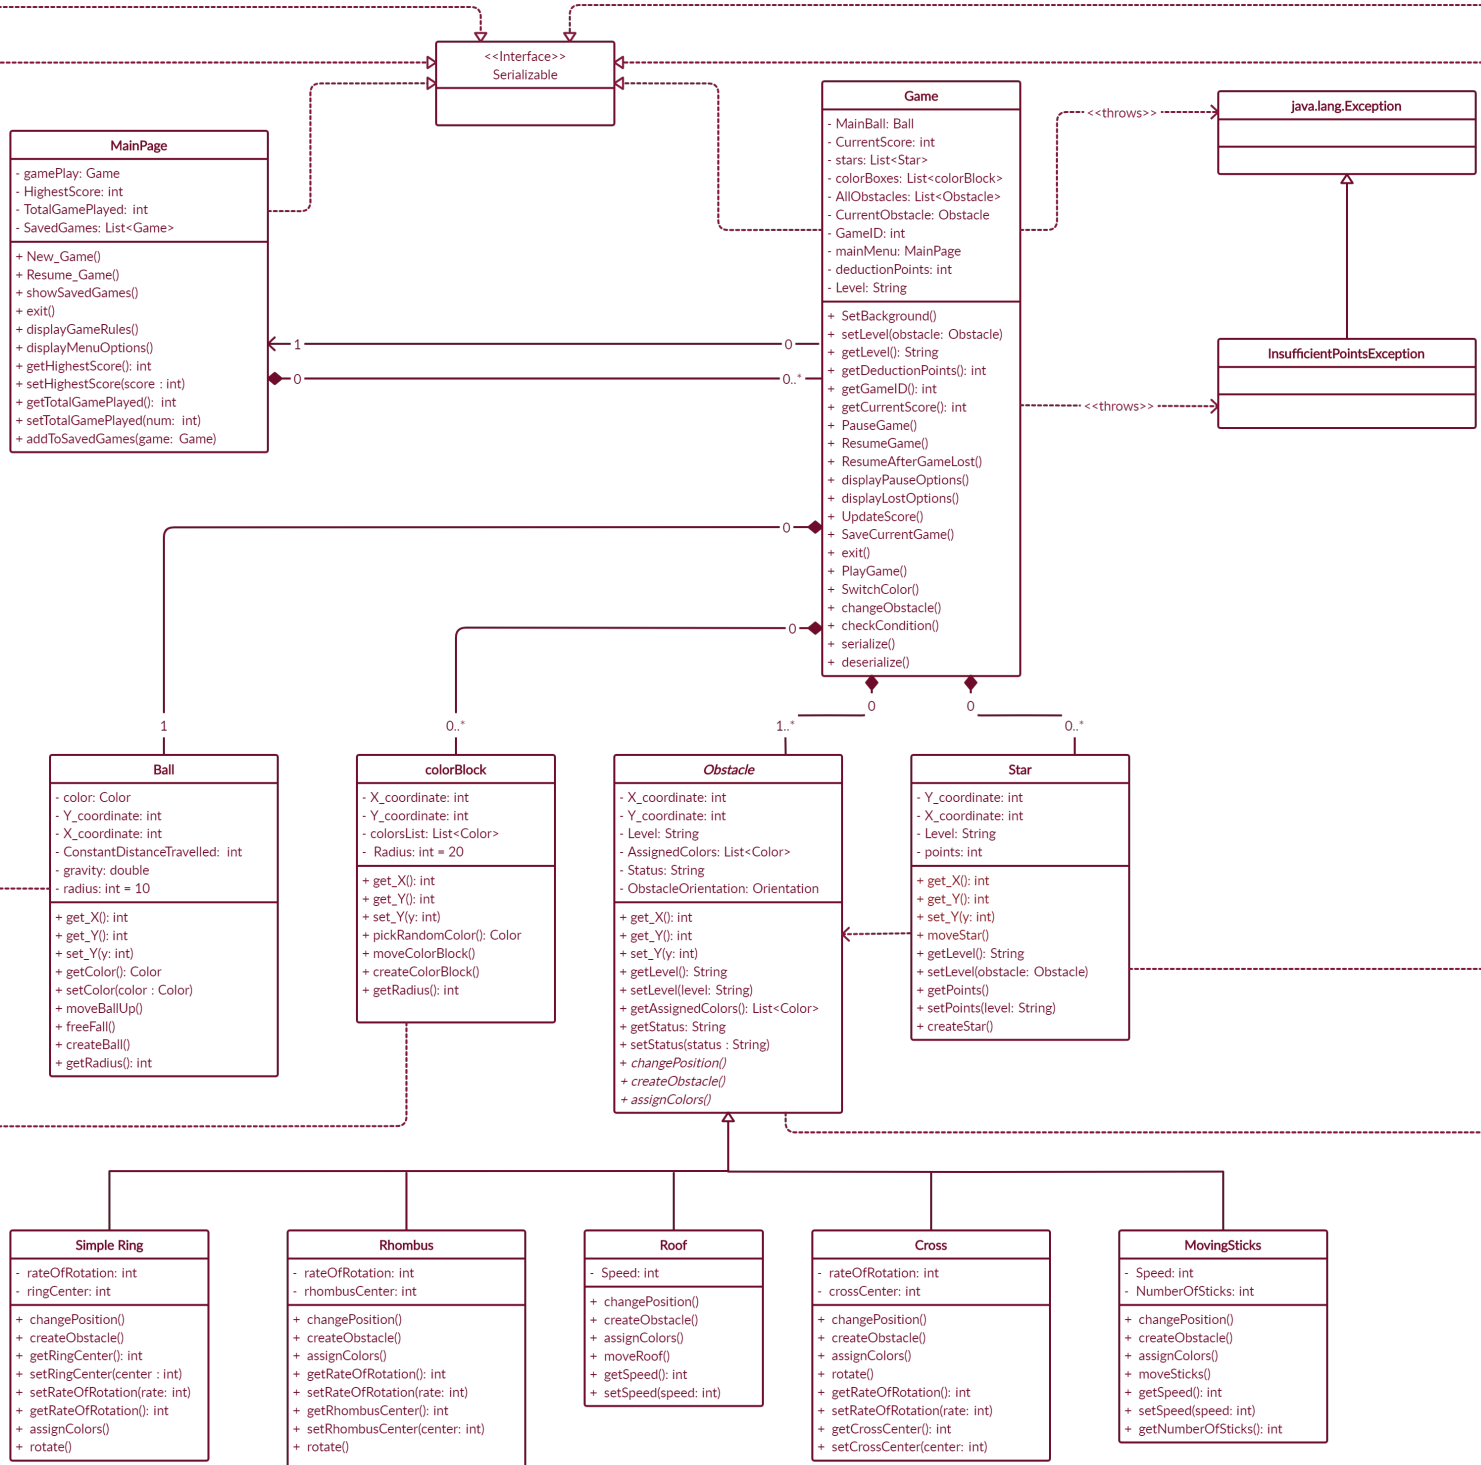 <<Interface>>
Serializable
Game
- MainBall: Ball
- CurrentScore: int
- stars: List<Star>
- colorBoxes: List<colorBlock>
- AllObstacles: List<Obstacle>
- CurrentObstacle: Obstacle
- GameID: int
- mainMenu: MainPage
- deductionPoints: int
- Level: String
+ SetBackground()
+ setLevel(obstacle: Obstacle)
+ getLevel(): String
+ getDeductionPoints(): int
+ getGameID(): int
+ getCurrentScore(): int
+ PauseGame()
+ ResumeGame()
+ ResumeAfterGameLost()
+ displayPauseOptions()
+ displayLostOptions()
+ UpdateScore()
+ SaveCurrentGame()
+ exit()
+ PlayGame()
+ SwitchColor()
+ changeObstacle()
+ checkCondition()
+ serialize()
+ deserialize()
<<throws>>
java.lang.Exception
InsufficientPointsException
<<throws>>
MainPage
- gamePlay: Game
- HighestScore: int
- TotalGamePlayed: int
- SavedGames: List<Game>
+ New_Game()
+ Resume_Game()
+ showSavedGames()
+ exit()
+ displayGameRules()
+ displayMenuOptions()
+ getHighestScore(): int
+ setHighestScore(score : int)
+ getTotalGamePlayed(): int
+ setTotalGamePlayed(num: int)
+ addToSavedGames(game: Game)
1
0
0
0..*
0
0
0
0
1
0..*
1..*
0..*
Ball
- color: Color
- Y_coordinate: int
- X_coordinate: int
- ConstantDistanceTravelled: int
- gravity: double
- radius: int = 10
+ get_X(): int
+ get_Y(): int
+ set_Y(y: int)
+ getColor(): Color
+ setColor(color : Color)
+ moveBallUp()
+ freeFall()
+ createBall()
+ getRadius(): int
colorBlock
- X_coordinate: int
- Y_coordinate: int
- colorsList: List<Color>
- Radius: int = 20
+ get_X(): int
+ get_Y(): int
+ set_Y(y: int)
+ pickRandomColor(): Color
+ moveColorBlock()
+ createColorBlock()
+ getRadius(): int
Obstacle
- X_coordinate: int
- Y_coordinate: int
- Level: String
- AssignedColors: List<Color>
- Status: String
- ObstacleOrientation: Orientation
+ get_X(): int
+ get_Y(): int
+ set_Y(y: int)
+ getLevel(): String
+ setLevel(level: String)
+ getAssignedColors(): List<Color>
+ getStatus: String
+ setStatus(status : String)
+ changePosition()
+ createObstacle()
+ assignColors()
Star
- Y_coordinate: int
- X_coordinate: int
- Level: String
- points: int
+ get_X(): int
+ get_Y(): int
+ set_Y(y: int)
+ moveStar()
+ getLevel(): String
+ setLevel(obstacle: Obstacle)
+ getPoints()
+ setPoints(level: String)
+ createStar()
Simple Ring
- rateOfRotation: int
- ringCenter: int
+ changePosition()
+ createObstacle()
+ getRingCenter(): int
+ setRingCenter(center : int)
+ setRateOfRotation(rate: int)
+ getRateOfRotation(): int
+ assignColors()
+ rotate()
Rhombus
- rateOfRotation: int
- rhombusCenter: int
+ changePosition()
+ createObstacle()
+ assignColors()
+ getRateOfRotation(): int
+ setRateOfRotation(rate: int)
+ getRhombusCenter(): int
+ setRhombusCenter(center: int)
+ rotate()
Roof
- Speed: int
+ changePosition()
+ createObstacle()
+ assignColors()
+ moveRoof()
+ getSpeed(): int
+ setSpeed(speed: int)
Cross
- rateOfRotation: int
- crossCenter: int
+ changePosition()
+ createObstacle()
+ assignColors()
+ rotate()
+ getRateOfRotation(): int
+ setRateOfRotation(rate: int)
+ getCrossCenter(): int
+ setCrossCenter(center: int)
MovingSticks
- Speed: int
- NumberOfSticks: int
+ changePosition()
+ createObstacle()
+ assignColors()
+ moveSticks()
+ getSpeed(): int
+ setSpeed(speed: int)
+ getNumberOfSticks(): int